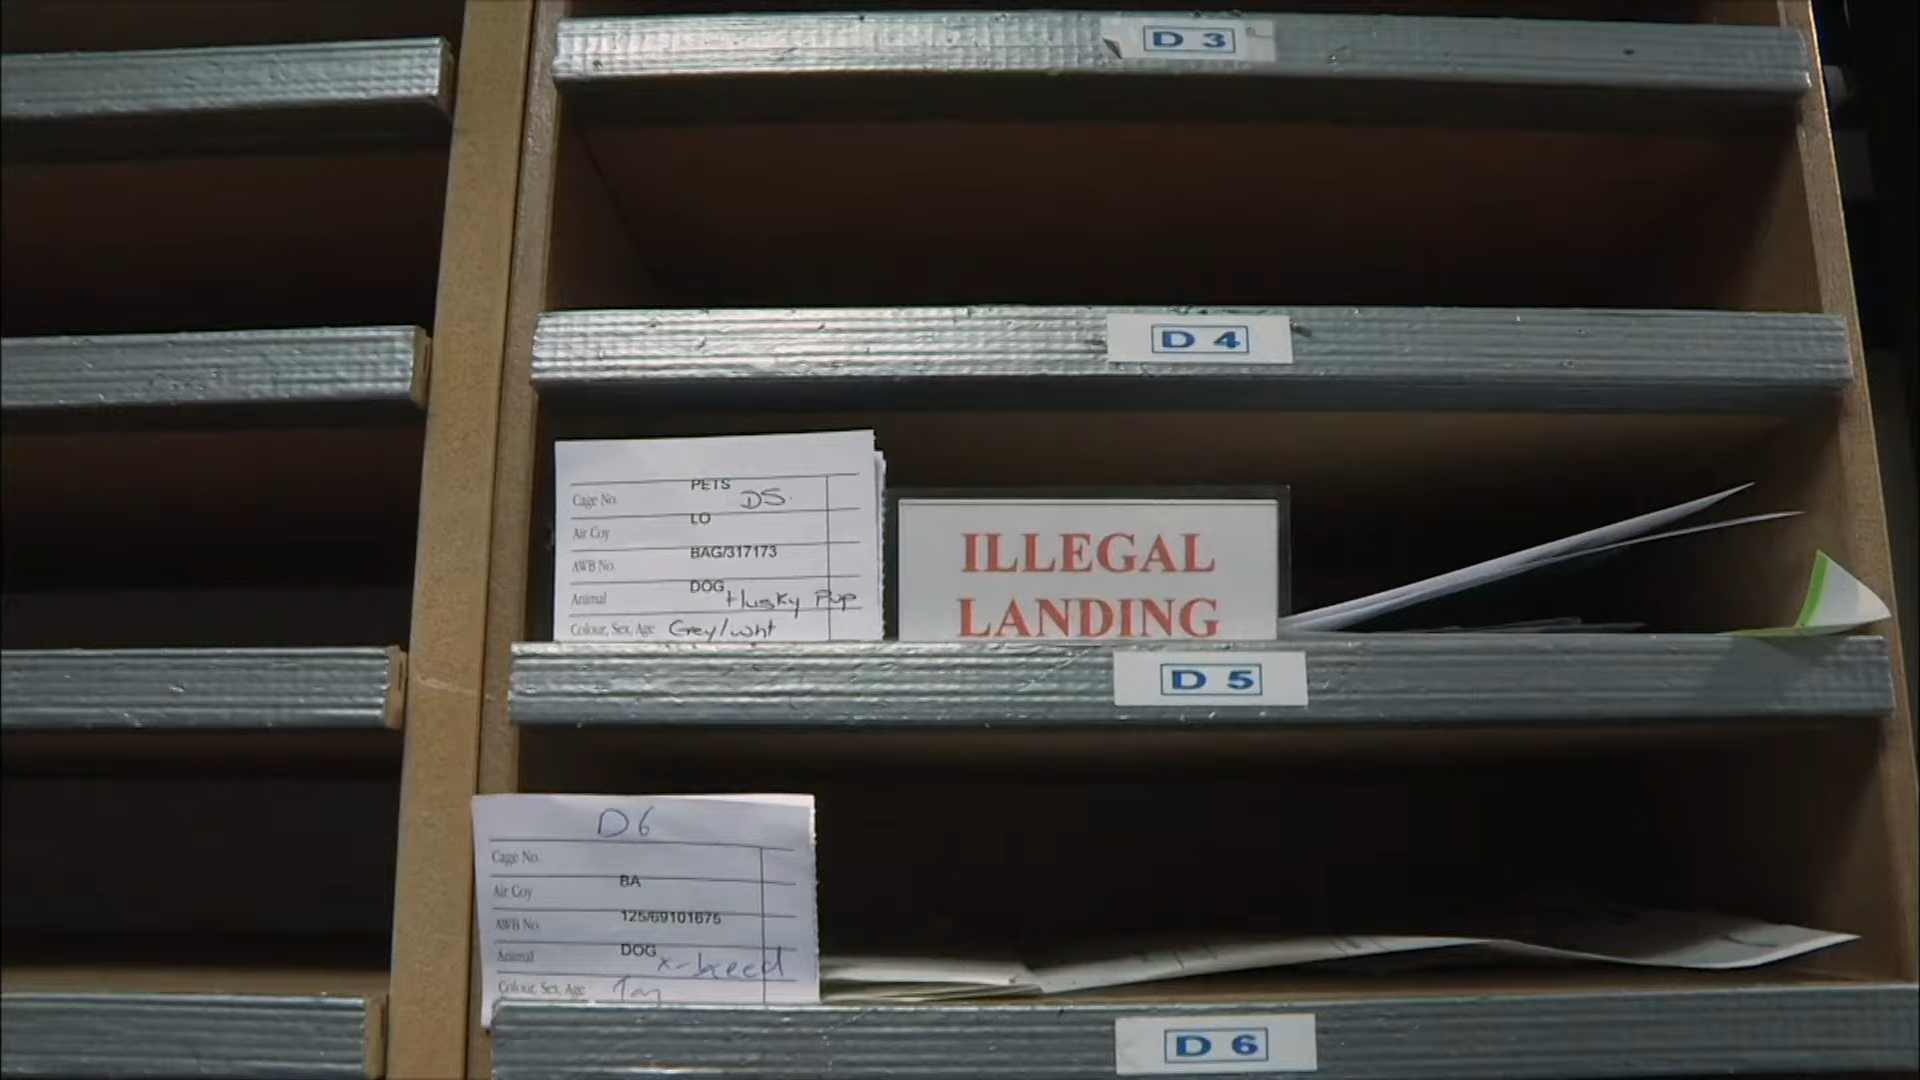 D 3
D 4
Cage No. PETS D5.
Air Coy LO
AWB No. BAG/317173
Animal DOG Husky Pup
Colour, Sex, Age Grey/wht
ILLEGAL
LANDING
D 5
D6
Cage No.
Air Coy BA
AWB No. 125/69101675
Animal DOG x-breed
Colour, Sex, Age Tan
D 6